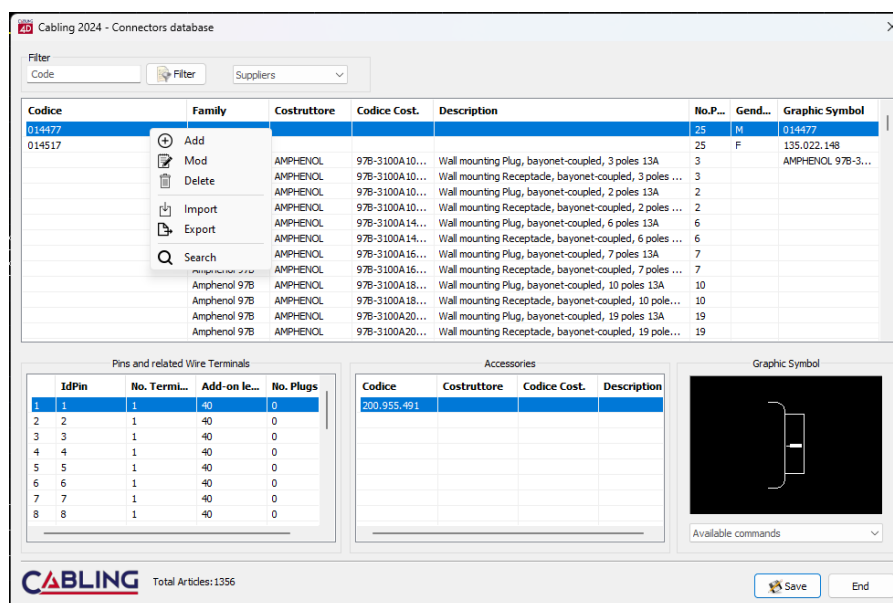 CABLING 4D Cabling 2024 - Connectors database
Filter
Code Filter Suppliers
Codice Family Costruttore Codice Cost. Description No.P... Gend... Graphic Symbol
014477 25 M 014477
014517 25 F 135.022.148
AMPHENOL 97B-3100A10... Wall mounting Plug, bayonet-coupled, 3 poles 13A 3 AMPHENOL 97B-3...
AMPHENOL 97B-3100A10... Wall mounting Receptacle, bayonet-coupled, 3 poles ... 3
AMPHENOL 97B-3100A10... Wall mounting Plug, bayonet-coupled, 2 poles 13A 2
AMPHENOL 97B-3100A10... Wall mounting Receptacle, bayonet-coupled, 2 poles ... 2
AMPHENOL 97B-3100A14... Wall mounting Plug, bayonet-coupled, 6 poles 13A 6
AMPHENOL 97B-3100A14... Wall mounting Receptacle, bayonet-coupled, 6 poles ... 6
AMPHENOL 97B-3100A16... Wall mounting Plug, bayonet-coupled, 7 poles 13A 7
Amphenol 97B AMPHENOL 97B-3100A16... Wall mounting Receptacle, bayonet-coupled, 7 poles ... 7
Amphenol 97B AMPHENOL 97B-3100A18... Wall mounting Plug, bayonet-coupled, 10 poles 13A 10
Amphenol 97B AMPHENOL 97B-3100A18... Wall mounting Receptacle, bayonet-coupled, 10 pole... 10
Amphenol 97B AMPHENOL 97B-3100A20... Wall mounting Plug, bayonet-coupled, 19 poles 13A 19
Amphenol 97B AMPHENOL 97B-3100A20... Wall mounting Receptacle, bayonet-coupled, 19 pole... 19
Add
Mod
Delete
Import
Export
Search
Pins and related Wire Terminals
IdPin No. Termi... Add-on le... No. Plugs
1 1 1 40 0
2 2 1 40 0
3 3 1 40 0
4 4 1 40 0
5 5 1 40 0
6 6 1 40 0
7 7 1 40 0
8 8 1 40 0
Accessories
Codice Costruttore Codice Cost. Description
200.955.491
Graphic Symbol
Available commands
CABLING Total Articles:1356 Save End